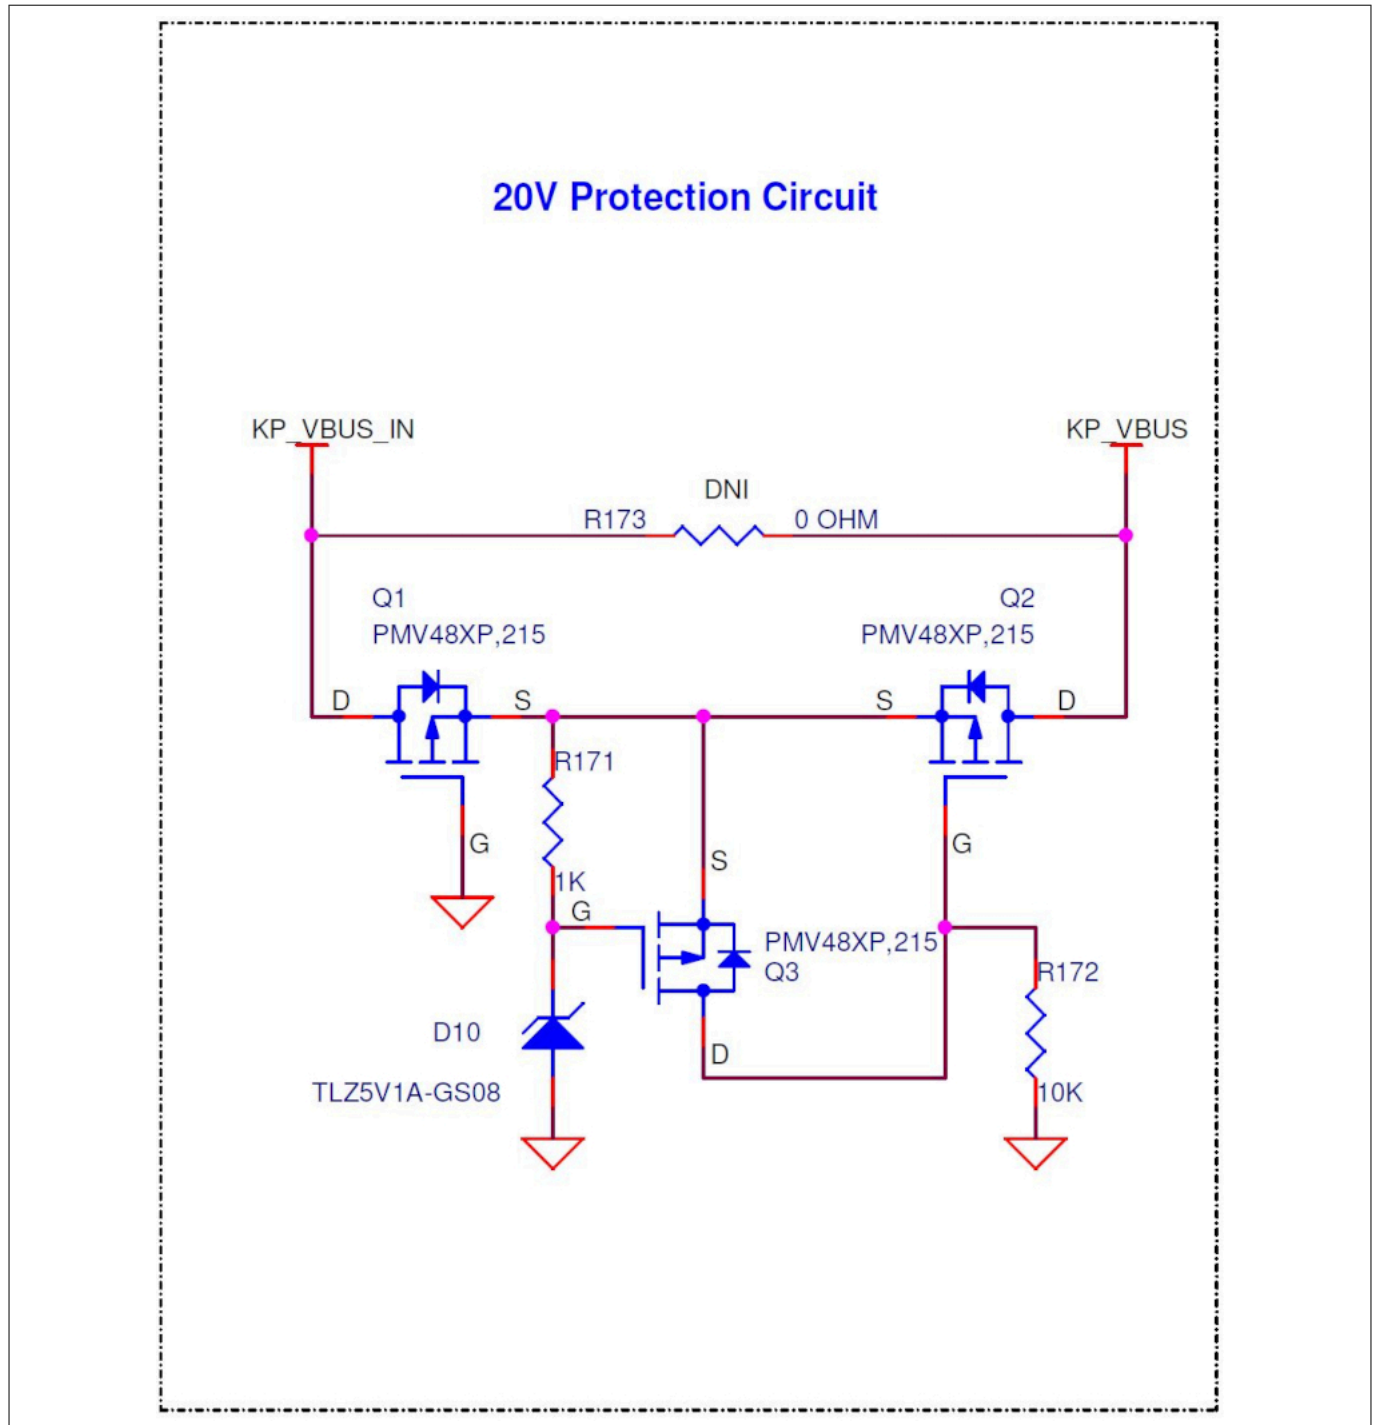 20V Protection Circuit
KP_VBUS_IN
KP_VBUS
DNI
R173
0 OHM
Q1
PMV48XP,215
Q2
PMV48XP,215
D
S
S
D
R171
G
G
S
1K
G
PMV48XP,215
Q3
R172
D10
D
TLZ5V1A-GS08
10K